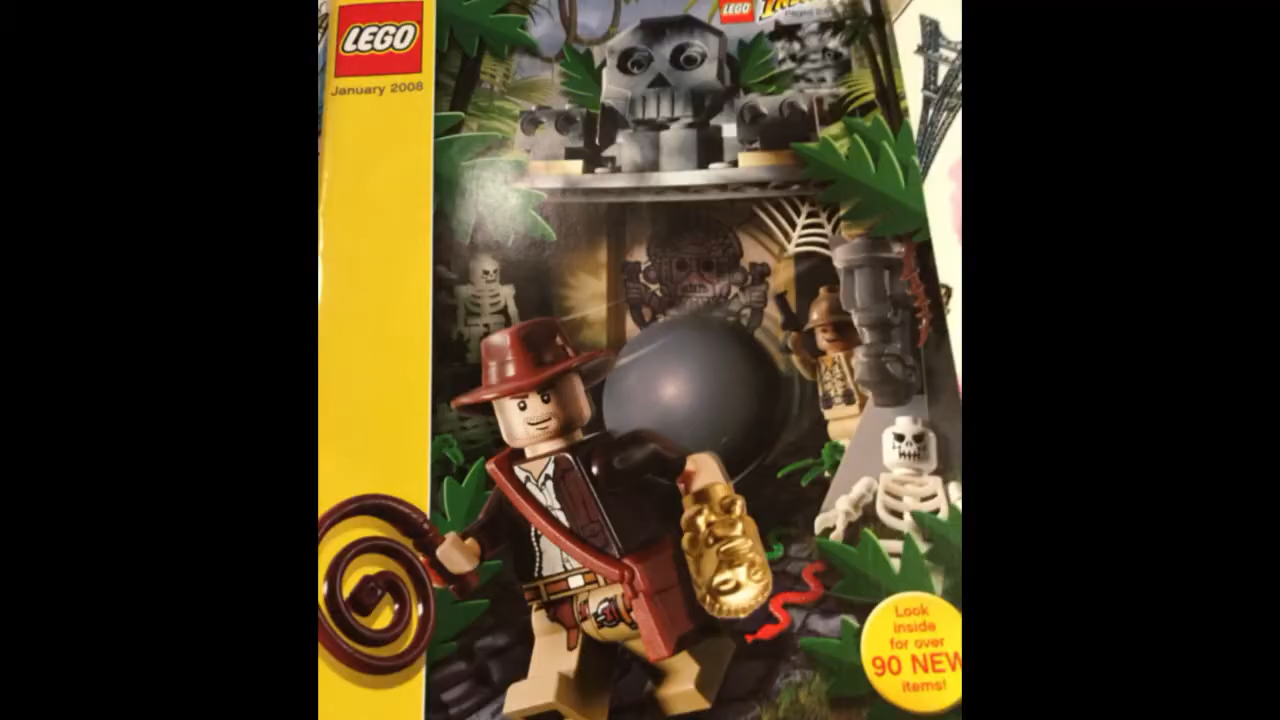 LEGO
January 2008
LEGO
Look
inside
for over
90 NEW
items!